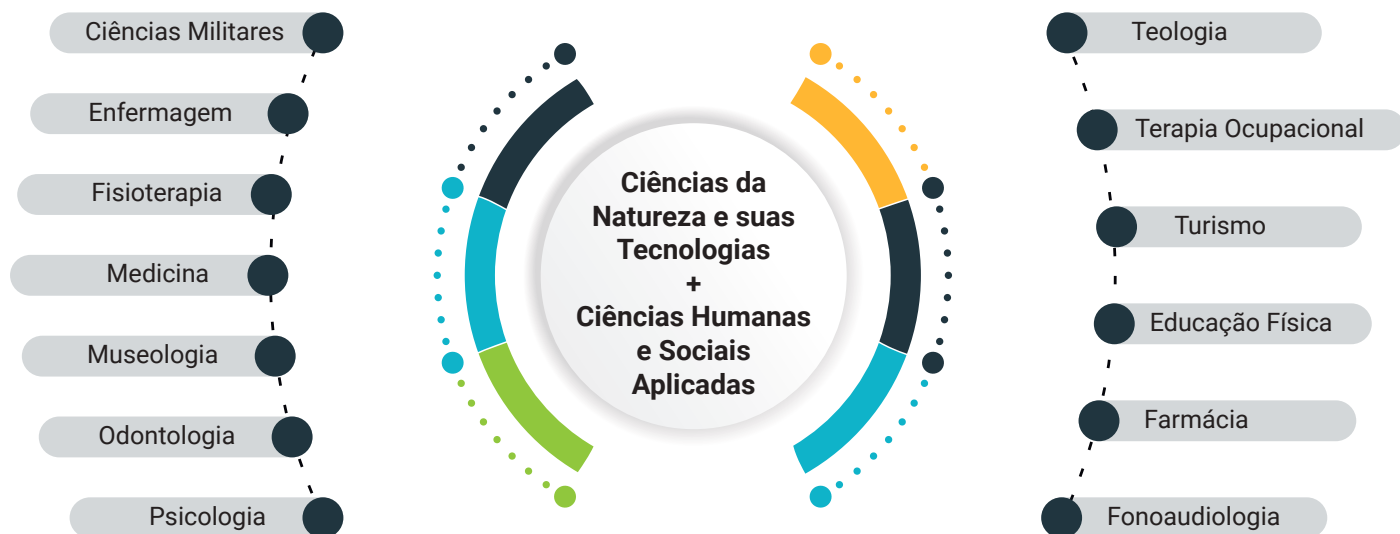 Ciências Militares
Enfermagem
Fisioterapia
Medicina
Museologia
Odontologia
Psicologia
Ciências da
Natureza e suas
Tecnologias
+
Ciências Humanas
e Sociais
Aplicadas
Teologia
Terapia Ocupacional
Turismo
Educação Física
Farmácia
Fonoaudiologia